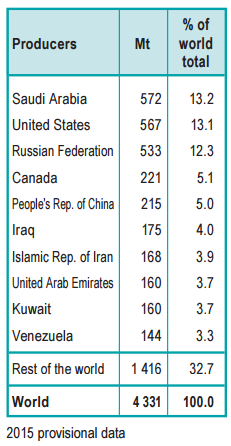 Producers Mt % of world total
Saudi Arabia 572 13.2
United States 567 13.1
Russian Federation 533 12.3
Canada 221 5.1
People's Rep. of China 215 5.0
Iraq 175 4.0
Islamic Rep. of Iran 168 3.9
United Arab Emirates 160 3.7
Kuwait 160 3.7
Venezuela 144 3.3
Rest of the world 1 416 32.7
World 4 331 100.0
2015 provisional data